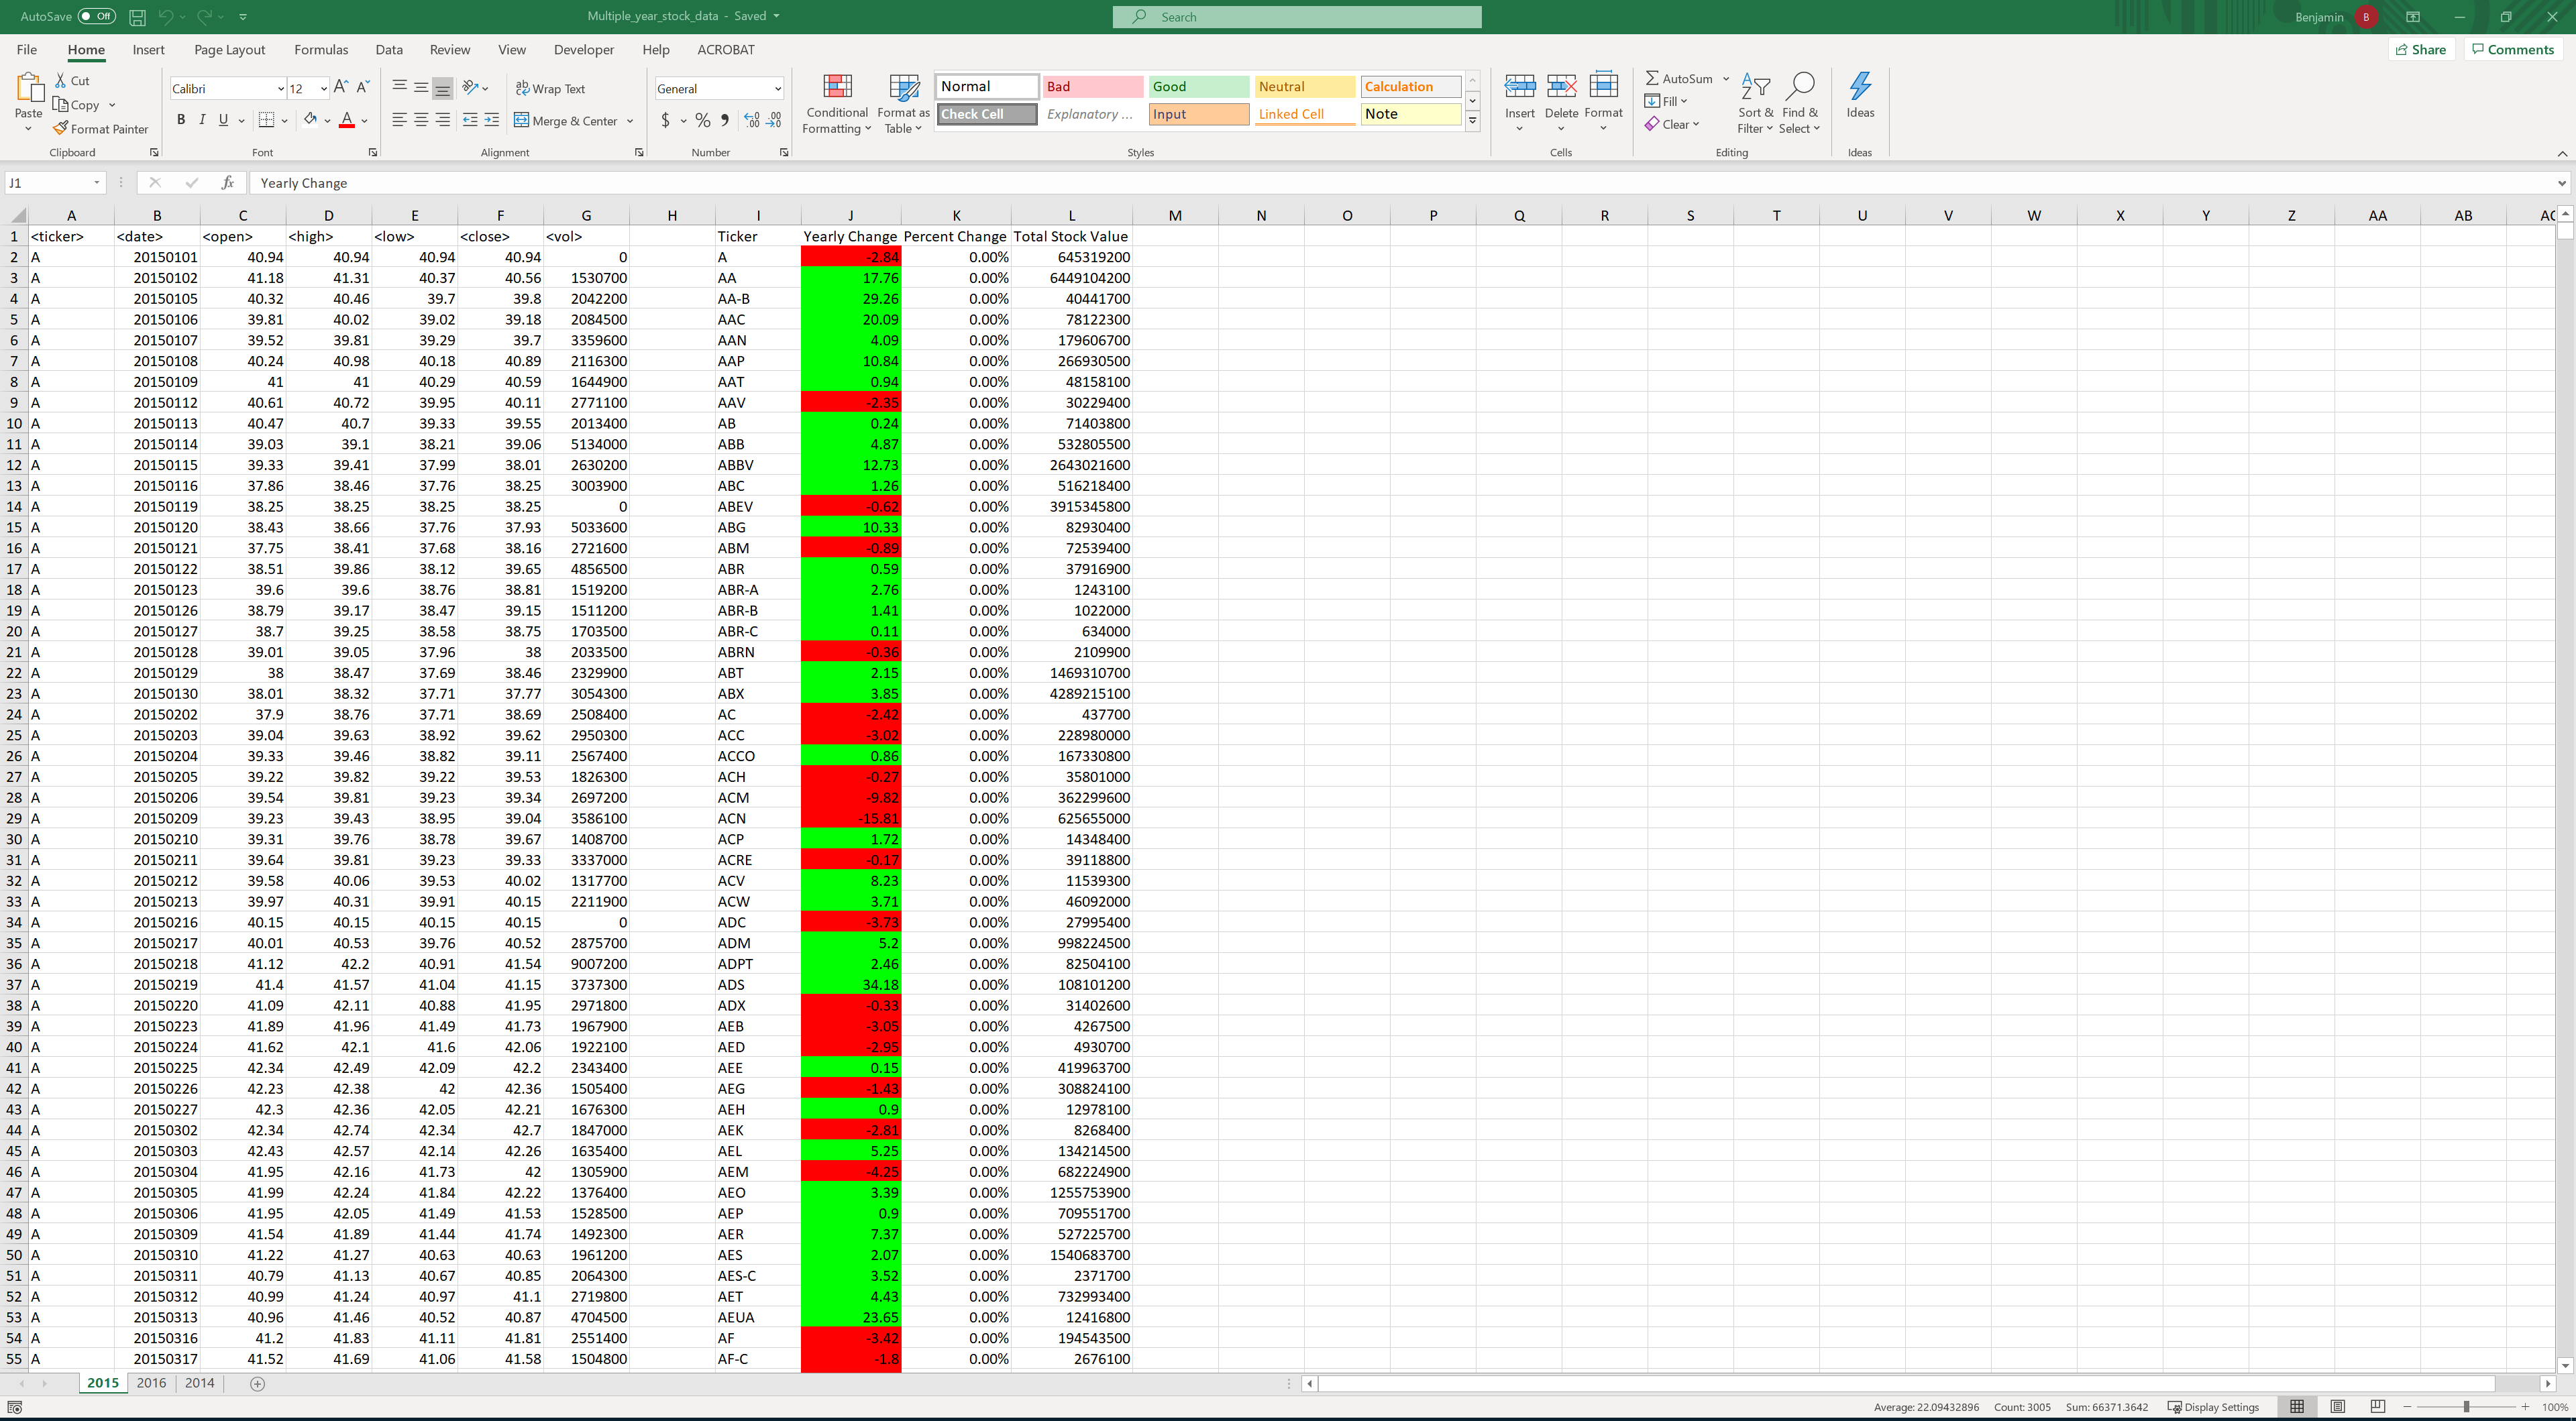 AutoSave Off Multiple_year_stock_data - Saved Search Benjamin B
File Home Insert Page Layout Formulas Data Review View Developer Help ACROBAT Share Comments
Paste Cut Copy Format Painter Clipboard
Calibri 12 B I U A Font
Wrap Text Merge & Center Alignment
General $ % Number
Conditional Formatting Format as Table
Normal Bad Good Neutral Calculation
Check Cell Explanatory ... Input Linked Cell Note
Styles
Insert Delete Format Cells
AutoSum Fill Clear Sort & Filter Find & Select Editing
Ideas Ideas
J1 fx Yearly Change
A B C D E F G H I J K L M N O P Q R S T U V W X Y Z AA AB AC
1 <ticker> <date> <open> <high> <low> <close> <vol> Ticker Yearly Change Percent Change Total Stock Value
2 A 20150101 40.94 40.94 40.94 40.94 0 A -2.84 0.00% 645319200
3 A 20150102 41.18 41.31 40.37 40.56 1530700 AA 17.76 0.00% 6449104200
4 A 20150105 40.32 40.46 39.7 39.8 2042200 AA-B 29.26 0.00% 40441700
5 A 20150106 39.81 40.02 39.02 39.18 2084500 AAC 20.09 0.00% 78122300
6 A 20150107 39.52 39.81 39.29 39.7 3359600 AAN 4.09 0.00% 179606700
7 A 20150108 40.24 40.98 40.18 40.89 2116300 AAP 10.84 0.00% 266930500
8 A 20150109 41 41 40.29 40.59 1644900 AAT 0.94 0.00% 48158100
9 A 20150112 40.61 40.72 39.95 40.11 2771100 AAV -2.35 0.00% 30229400
10 A 20150113 40.47 40.7 39.33 39.55 2013400 AB 0.24 0.00% 71403800
11 A 20150114 39.03 39.1 38.21 39.06 5134000 ABB 4.87 0.00% 532805500
12 A 20150115 39.33 39.41 37.99 38.01 2630200 ABBV 12.73 0.00% 2643021600
13 A 20150116 37.86 38.46 37.76 38.25 3003900 ABC 1.26 0.00% 516218400
14 A 20150119 38.25 38.25 38.25 38.25 0 ABEV -0.62 0.00% 3915345800
15 A 20150120 38.43 38.66 37.76 37.93 5033600 ABG 10.33 0.00% 82930400
16 A 20150121 37.75 38.41 37.68 38.16 2721600 ABM -0.89 0.00% 72539400
17 A 20150122 38.51 39.86 38.12 39.65 4856500 ABR 0.59 0.00% 37916900
18 A 20150123 39.6 39.6 38.76 38.81 1519200 ABR-A 2.76 0.00% 1243100
19 A 20150126 38.79 39.17 38.47 39.15 1511200 ABR-B 1.41 0.00% 1022000
20 A 20150127 38.7 39.25 38.58 38.75 1703500 ABR-C 0.11 0.00% 634000
21 A 20150128 39.01 39.05 37.96 38 2033500 ABRN -0.36 0.00% 2109900
22 A 20150129 38 38.47 37.69 38.46 2329900 ABT 2.15 0.00% 1469310700
23 A 20150130 38.01 38.32 37.71 37.77 3054300 ABX 3.85 0.00% 4289215100
24 A 20150202 37.9 38.76 37.71 38.69 2508400 AC -2.42 0.00% 437700
25 A 20150203 39.04 39.63 38.92 39.62 2950300 ACC -3.02 0.00% 228980000
26 A 20150204 39.33 39.46 38.82 39.11 2567400 ACCO 0.86 0.00% 167330800
27 A 20150205 39.22 39.82 39.22 39.53 1826300 ACH -0.27 0.00% 35801000
28 A 20150206 39.54 39.81 39.23 39.34 2697200 ACM -9.82 0.00% 362299600
29 A 20150209 39.23 39.43 38.95 39.04 3586100 ACN -15.81 0.00% 625655000
30 A 20150210 39.31 39.76 38.78 39.67 1408700 ACP 1.72 0.00% 14348400
31 A 20150211 39.64 39.81 39.23 39.33 3337000 ACRE -0.17 0.00% 39118800
32 A 20150212 39.58 40.06 39.53 40.02 1317700 ACV 8.23 0.00% 11539300
33 A 20150213 39.97 40.31 39.91 40.15 2211900 ACW 3.71 0.00% 46092000
34 A 20150216 40.15 40.15 40.15 40.15 0 ADC -3.73 0.00% 27995400
35 A 20150217 40.01 40.53 39.76 40.52 2875700 ADM 5.2 0.00% 998224500
36 A 20150218 41.12 42.2 40.91 41.54 9007200 ADPT 2.46 0.00% 82504100
37 A 20150219 41.4 41.57 41.04 41.15 3737300 ADS 34.18 0.00% 108101200
38 A 20150220 41.09 42.11 40.88 41.95 2971800 ADX -0.33 0.00% 31402600
39 A 20150223 41.89 41.96 41.49 41.73 1967900 AEB -3.05 0.00% 4267500
40 A 20150224 41.62 42.1 41.6 42.06 1922100 AED -2.95 0.00% 4930700
41 A 20150225 42.34 42.49 42.09 42.2 2343400 AEE 0.15 0.00% 419963700
42 A 20150226 42.23 42.38 42 42.36 1505400 AEG -1.43 0.00% 308824100
43 A 20150227 42.3 42.36 42.05 42.21 1676300 AEH 0.9 0.00% 12978100
44 A 20150302 42.34 42.74 42.34 42.7 1847000 AEK -2.81 0.00% 8268400
45 A 20150303 42.43 42.57 42.14 42.26 1635400 AEL 5.25 0.00% 134214500
46 A 20150304 41.95 42.16 41.73 42 1305900 AEM -4.25 0.00% 682224900
47 A 20150305 41.99 42.24 41.84 42.22 1376400 AEO 3.39 0.00% 1255753900
48 A 20150306 41.95 42.05 41.49 41.53 1528500 AEP 0.9 0.00% 709551700
49 A 20150309 41.54 41.89 41.44 41.74 1492300 AER 7.37 0.00% 527225700
50 A 20150310 41.22 41.27 40.63 40.63 1961200 AES 2.07 0.00% 1540683700
51 A 20150311 40.79 41.13 40.67 40.85 2064300 AES-C 3.52 0.00% 2371700
52 A 20150312 40.99 41.24 40.97 41.1 2719800 AET 4.43 0.00% 732993400
53 A 20150313 40.96 41.46 40.52 40.87 4704500 AEUA 23.65 0.00% 12416800
54 A 20150316 41.2 41.83 41.11 41.81 2551400 AF -3.42 0.00% 194543500
55 A 20150317 41.52 41.69 41.06 41.58 1504800 AF-C -1.8 0.00% 2676100
2015 2016 2014
Average: 22.09432896 Count: 3005 Sum: 66371.3642 Display Settings 100%